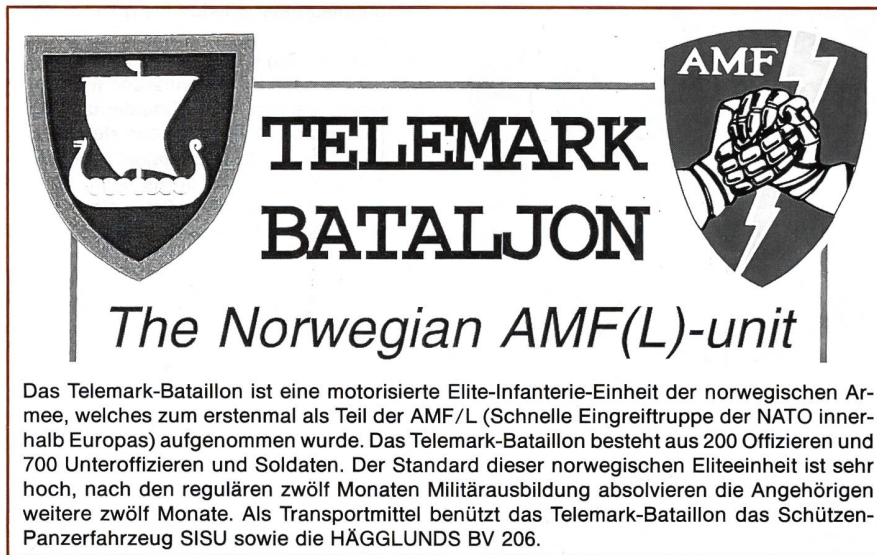 AMF
TELEMARK
BATALJON
The Norwegian AMF(L)-unit
Das Telemark-Bataillon ist eine motorisierte Elite-Infanterie-Einheit der norwegischen Ar-
mee, welches zum erstenmal als Teil der AMF/L (Schnelle Eingreiftruppe der NATO inner-
halb Europas) aufgenommen wurde. Das Telemark-Bataillon besteht aus 200 Offizieren und
700 Unteroffizieren und Soldaten. Der Standard dieser norwegischen Eliteeinheit ist sehr
hoch, nach den regulären zwölf Monaten Militärausbildung absolvieren die Angehörigen
weitere zwölf Monate. Als Transportmittel benützt das Telemark-Bataillon das Schützen-
Panzerfahrzeug SISU sowie die HÄGGLUNDS BV 206.